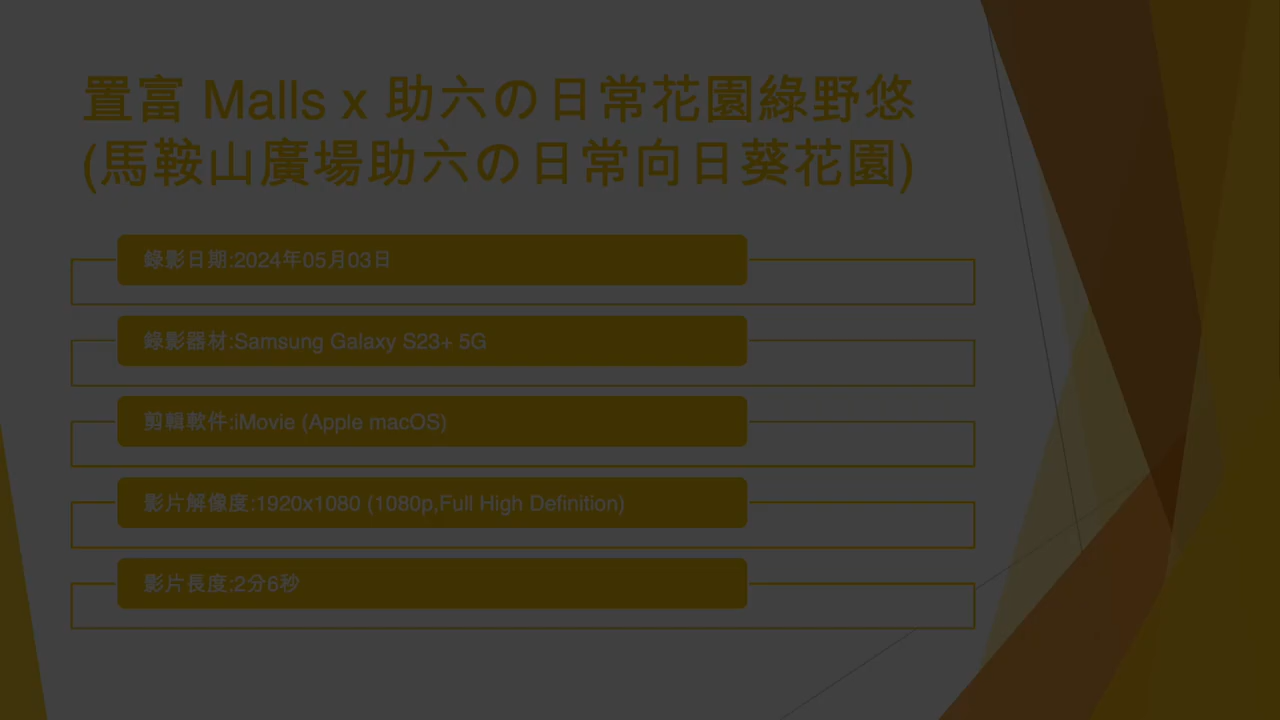 置富 Malls x 助六の日常花園綠野悠
(馬鞍山廣場助六の日常向日葵花園)
錄影日期:2024年05月03日
錄影器材:Samsung Galaxy S23+ 5G
剪輯軟件:iMovie (Apple macOS)
影片解像度:1920x1080 (1080p,Full High Definition)
影片長度:2分6秒